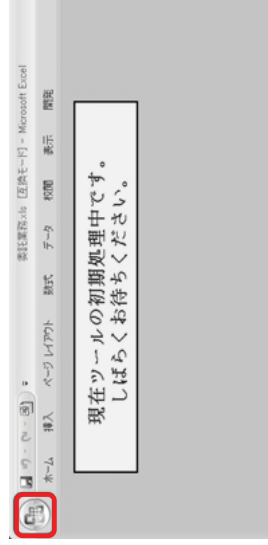 委託業務.xls [互換モード] - Microsoft Excel
ホーム 挿入 ページ レイアウト 数式 データ 校閲 表示 開発
現在ツールの初期処理中です。
しばらくお待ちください。